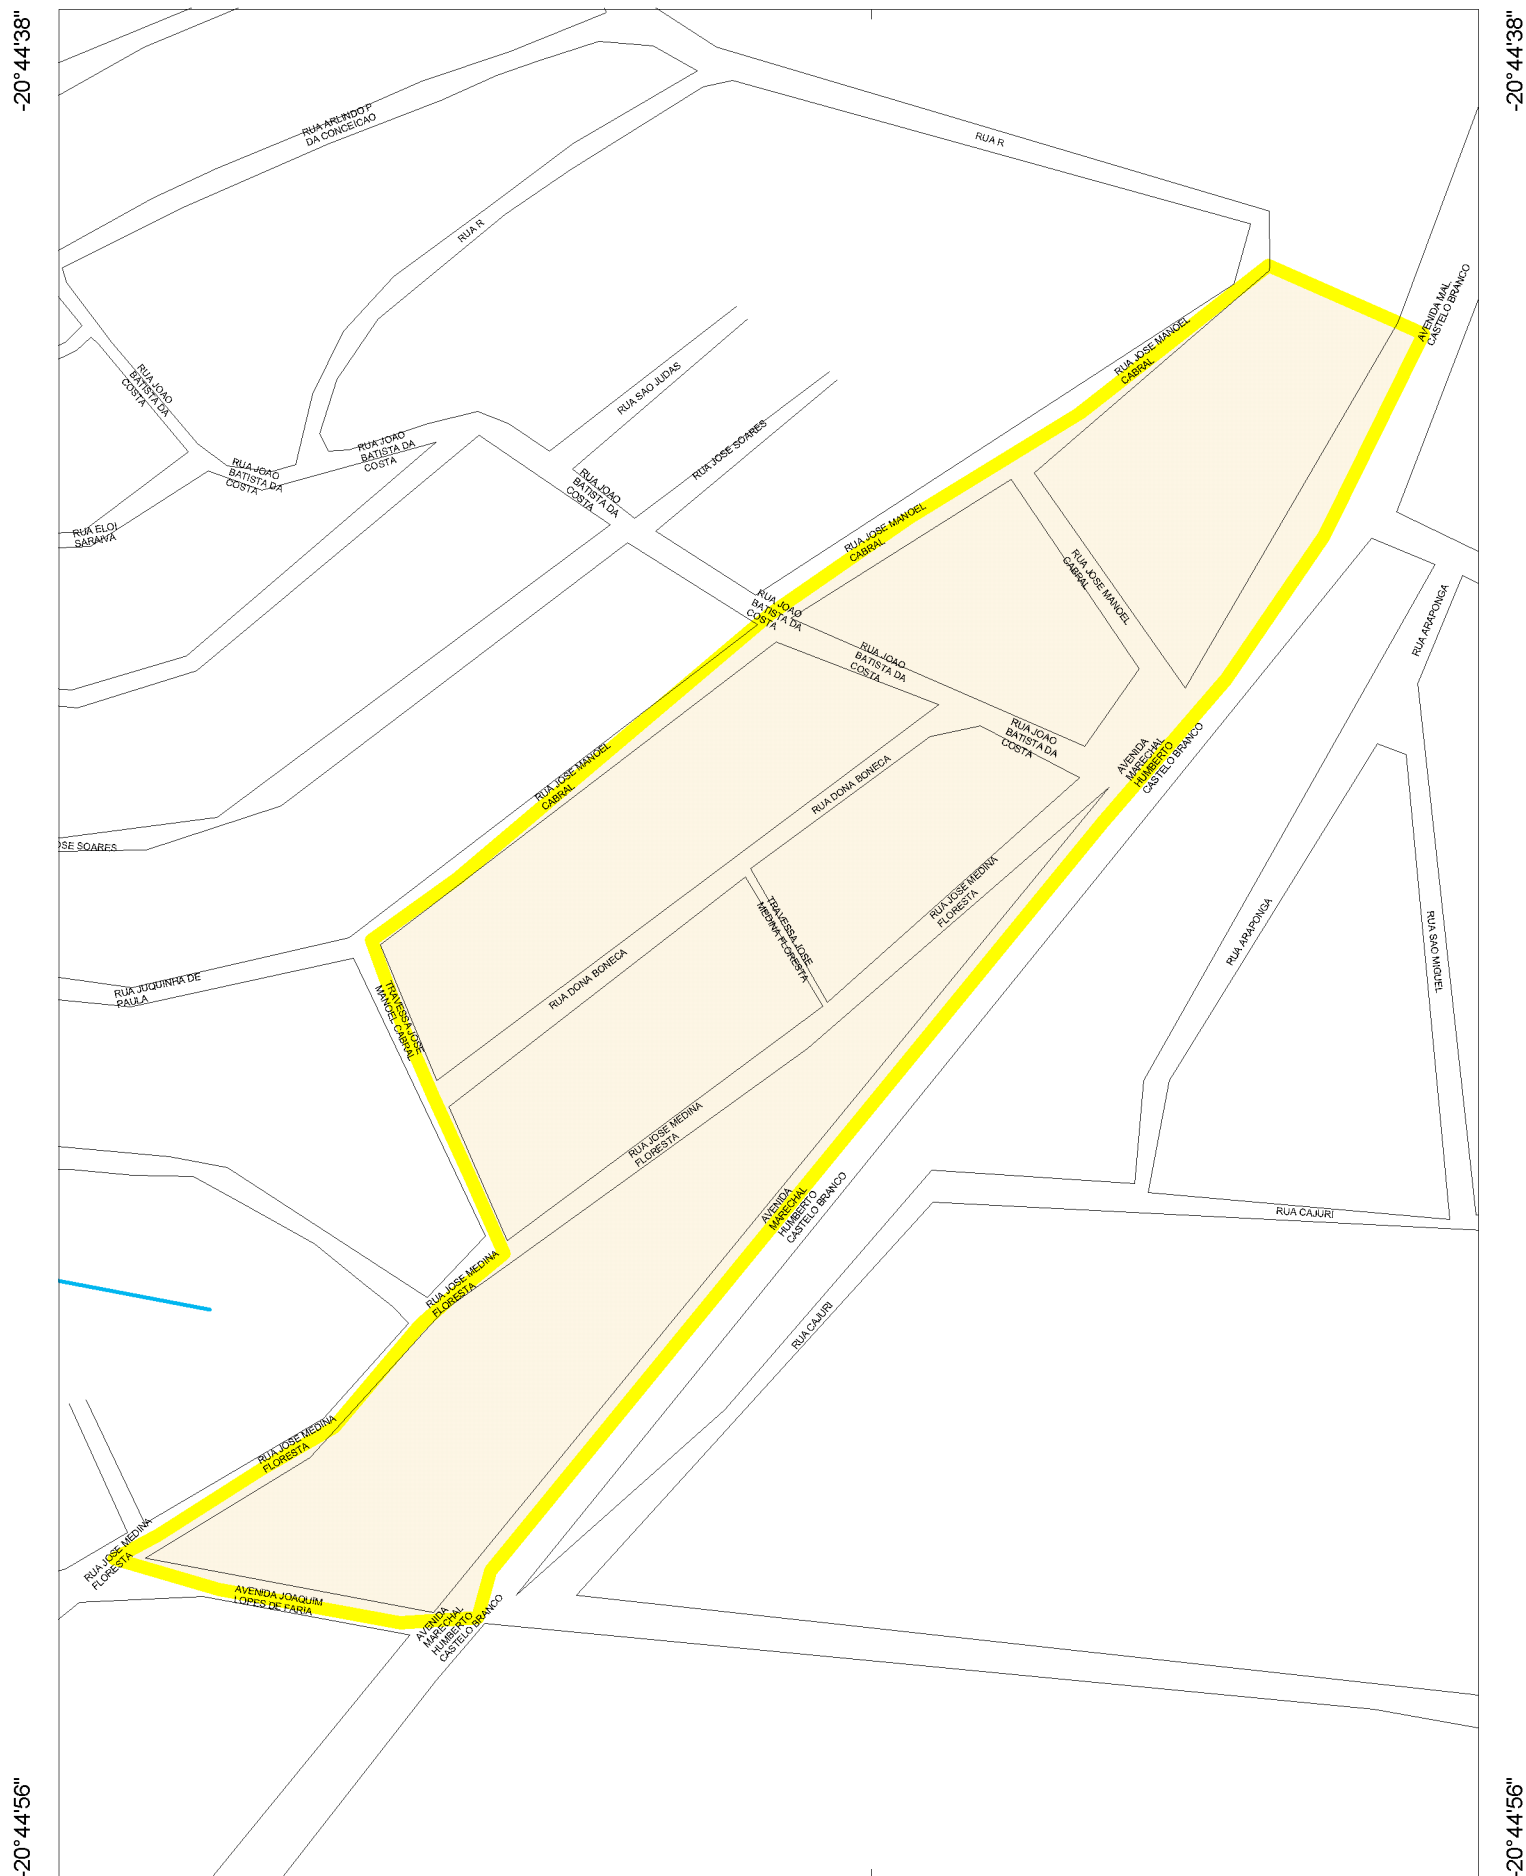 -20°44'38"
-20°44'38"
RUA ARLINDO P
DA CONCEICAO
RUA R
RUA R
AVENIDA MAL.
CASTELO BRANCO
RUA JOSE MANOEL
CABRAL
RUA JOAO
BATISTA DA
COSTA
RUA SAO JUDAS
RUA JOAO
BATISTA DA
COSTA
RUA JOSE SOARES
RUA JOAO
BATISTA DA
COSTA
RUA JOAO
BATISTA DA
COSTA
RUA ELOI
SARAIVA
RUA JOSE MANOEL
CABRAL
RUA JOSE MANOEL
CABRAL
RUA JOAO
BATISTA DA
COSTA
RUA ARAPONGA
RUA JOAO
BATISTA DA
COSTA
RUA JOAO
BATISTA DA
COSTA
AVENIDA
MARECHAL
HUMBERTO
CASTELO BRANCO
RUA JOSE MANOEL
CABRAL
RUA DONA BONECA
OSE SOARES
RUA JOSE MEDINA
FLORESTA
TRAVESSA JOSE
MEDINA FLORESTA
RUA ARAPONGA
RUA SAO MIGUEL
RUA DONA BONECA
RUA JUQUINHA DE
PAULA
TRAVESSA JOSE
MANOEL CABRAL
RUA JOSE MEDINA
FLORESTA
AVENIDA
MARECHAL
HUMBERTO
CASTELO BRANCO
RUA CAJURI
RUA JOSE MEDINA
FLORESTA
RUA CAJURI
RUA JOSE MEDINA
FLORESTA
RUA JOSE MEDINA
FLORESTA
AVENIDA JOAQUIM
LOPES DE FARIA
AVENIDA
MARECHAL
HUMBERTO
CASTELO BRANCO
-20°44'56"
-20°44'56"